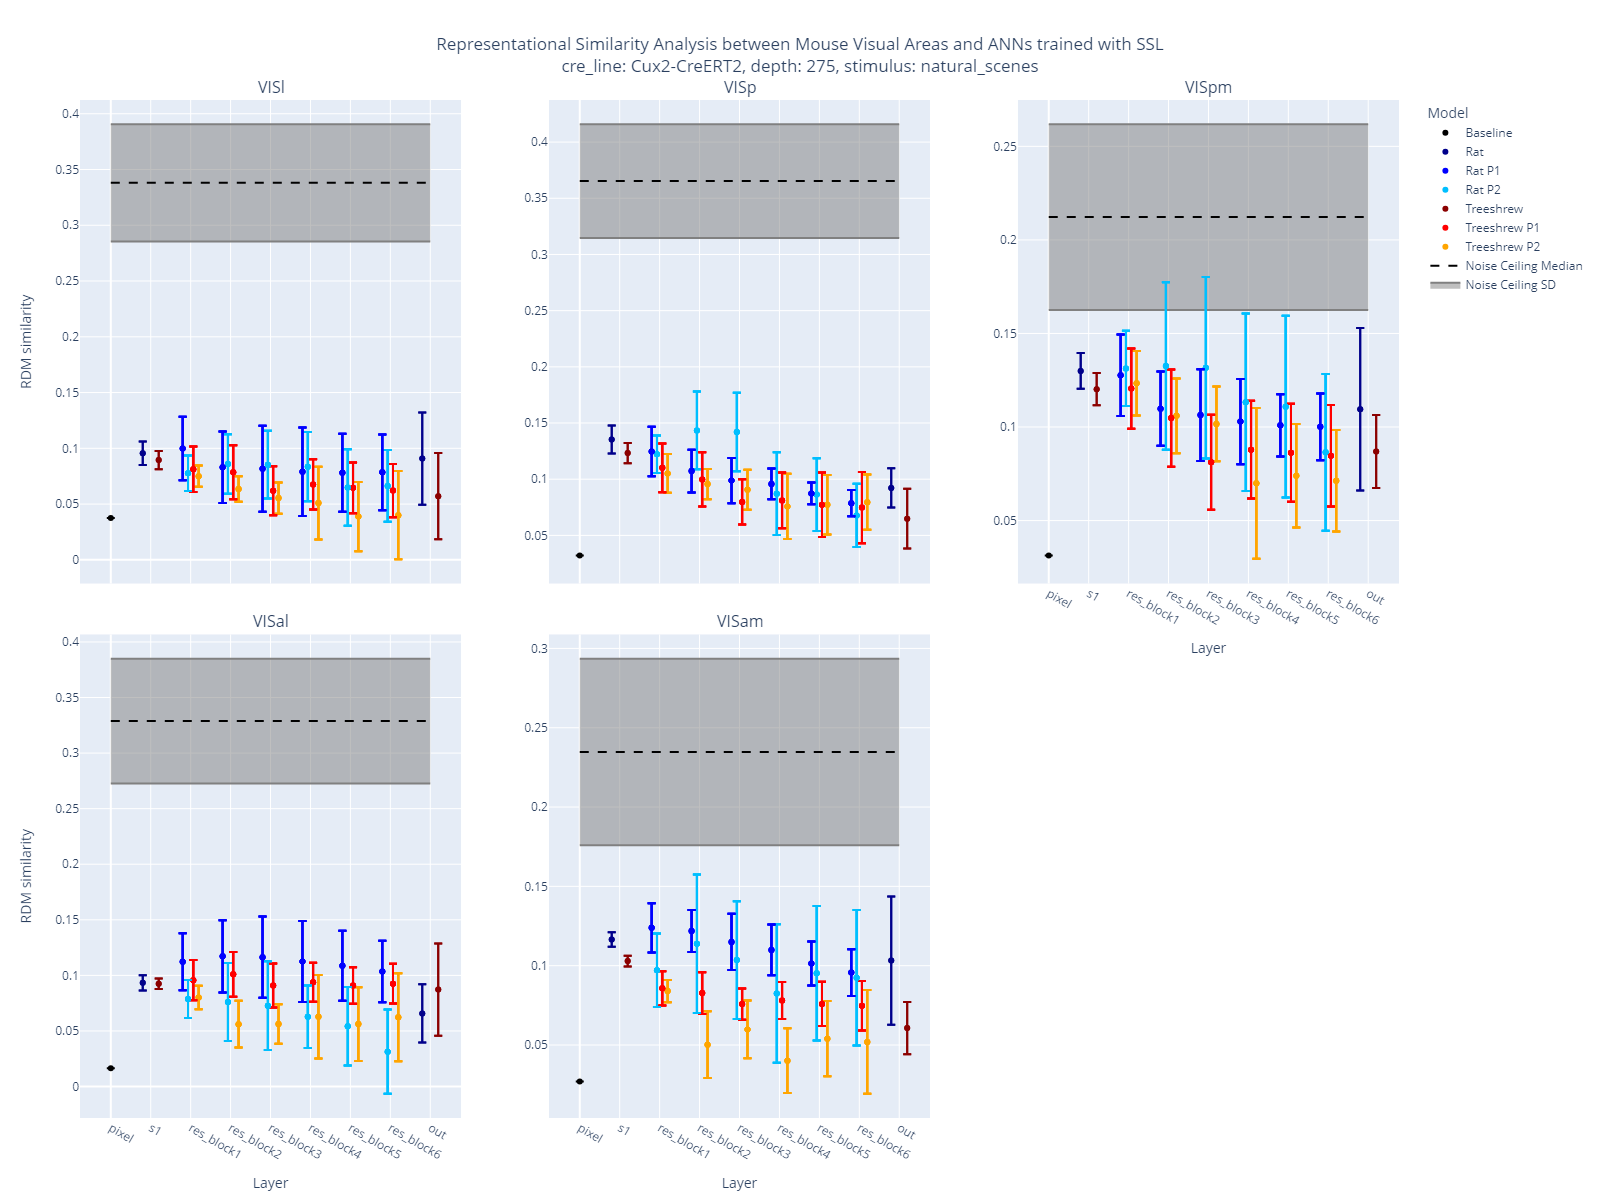 Representational Similarity Analysis between Mouse Visual Areas and ANNs trained with SSL
cre_line: Cux2-CreERT2, depth: 275, stimulus: natural_scenes
VISl
0.4
0.35
0.3
0.25
0.2
0.15
0.1
0.05
0
RDM similarity
VISp
0.4
0.35
0.3
0.25
0.2
0.15
0.1
0.05
VISpm
0.25
0.2
0.15
0.1
0.05
pixel
s1
res_block1
res_block2
res_block3
res_block4
res_block5
res_block6
out
Layer
Model
Baseline
Rat
Rat P1
Rat P2
Treeshrew
Treeshrew P1
Treeshrew P2
Noise Ceiling Median
Noise Ceiling SD
VISal
0.4
0.35
0.3
0.25
0.2
0.15
0.1
0.05
0
RDM similarity
pixel
s1
res_block1
res_block2
res_block3
res_block4
res_block5
res_block6
out
Layer
VISam
0.3
0.25
0.2
0.15
0.1
0.05
pixel
s1
res_block1
res_block2
res_block3
res_block4
res_block5
res_block6
out
Layer